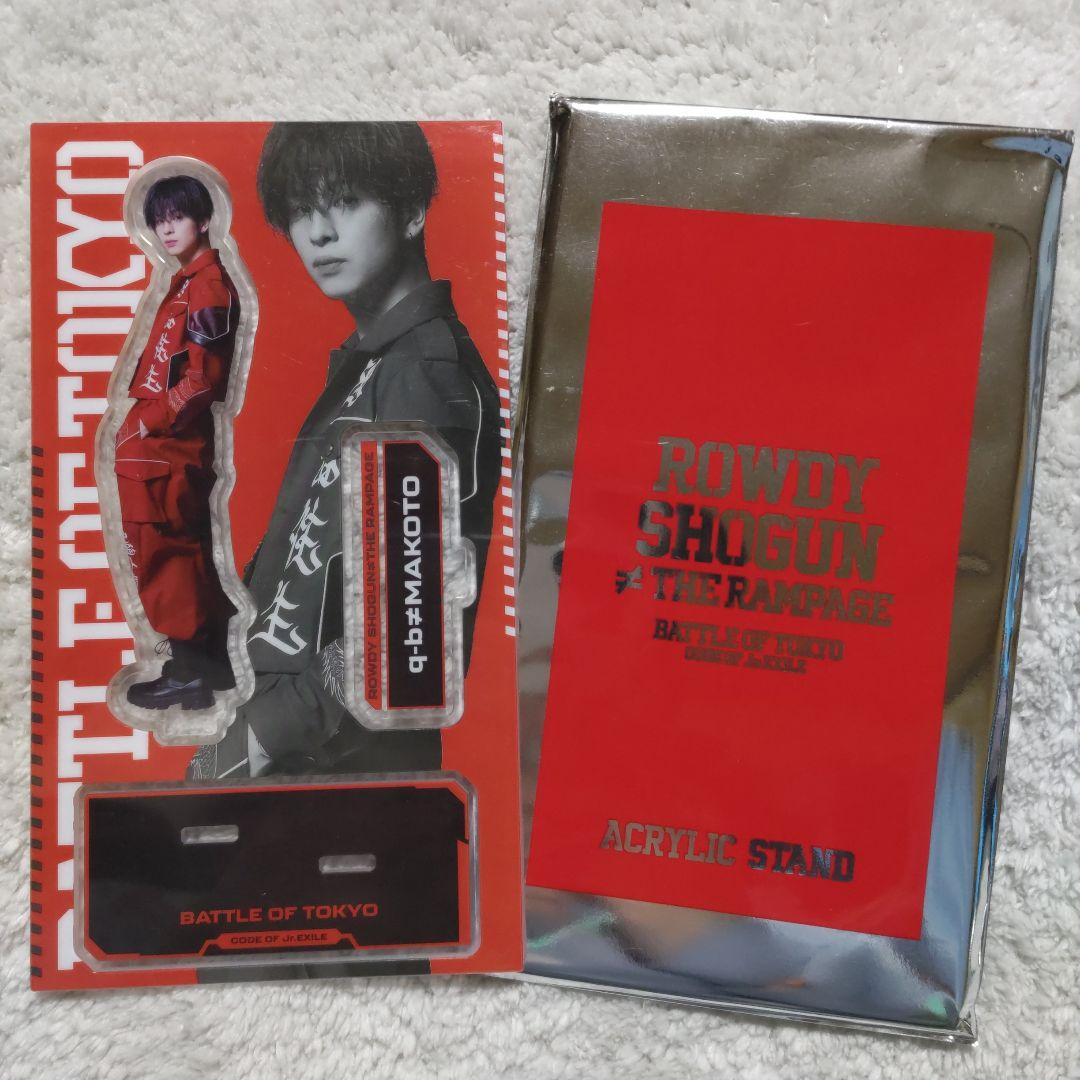 BATTLE OF TOKYO
ROWDY SHOGUN≠THE RAMPAGE
q-b≠MAKOTO
BATTLE OF TOKYO
CODE OF Jr.EXILE
ROWDY
SHOGUN
≠ THE RAMPAGE
BATTLE OF TOKYO
CODE OF Jr.EXILE
ACRYLIC STAND